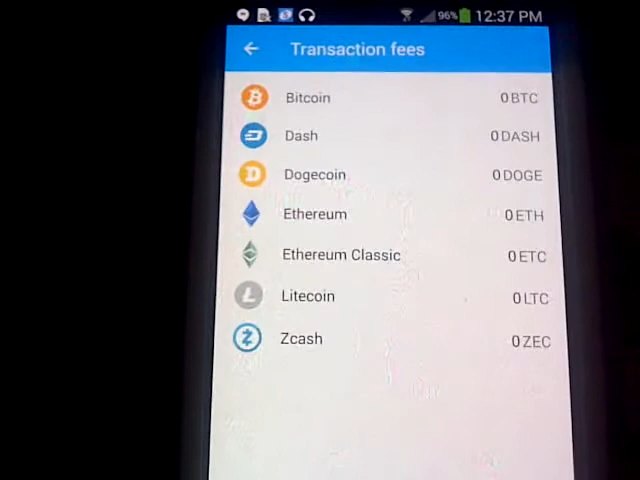 96% 12:37 PM
Transaction fees
Bitcoin 0 BTC
Dash 0 DASH
Dogecoin 0 DOGE
Ethereum 0 ETH
Ethereum Classic 0 ETC
Litecoin 0 LTC
Zcash 0 ZEC